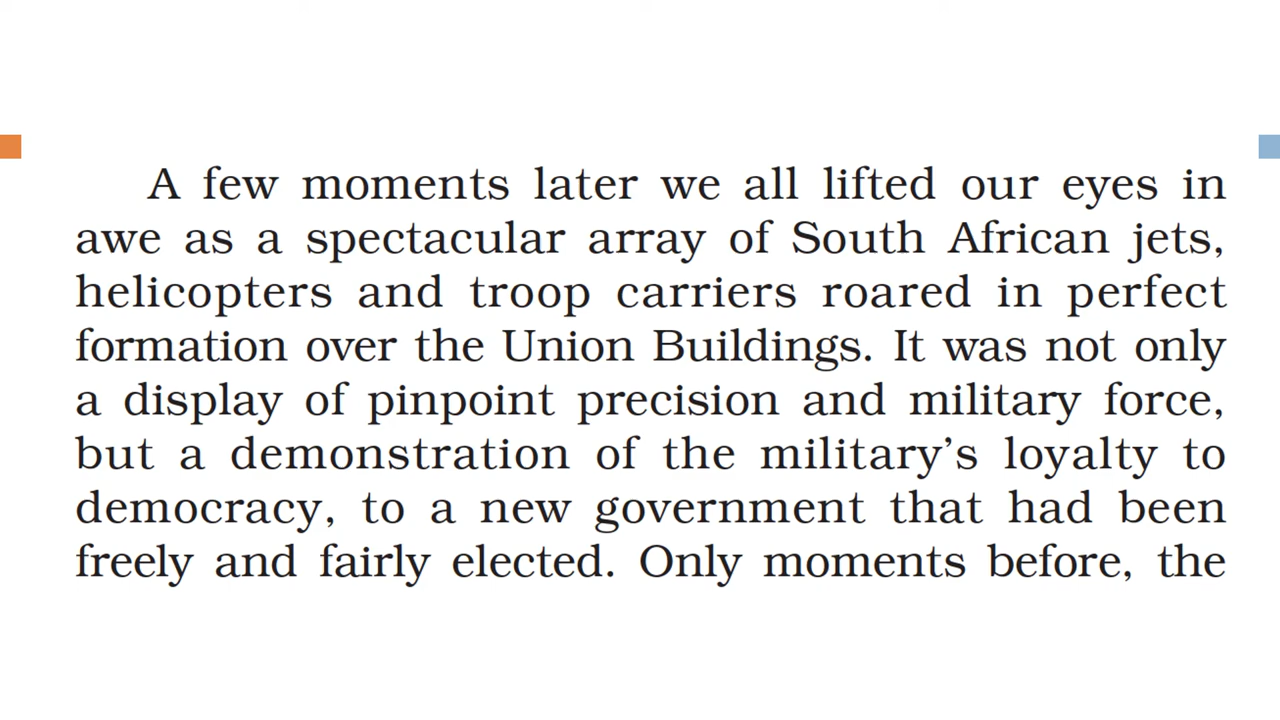 A few moments later we all lifted our eyes in
awe as a spectacular array of South African jets,
helicopters and troop carriers roared in perfect
formation over the Union Buildings. It was not only
a display of pinpoint precision and military force,
but a demonstration of the military’s loyalty to
democracy, to a new government that had been
freely and fairly elected. Only moments before, the